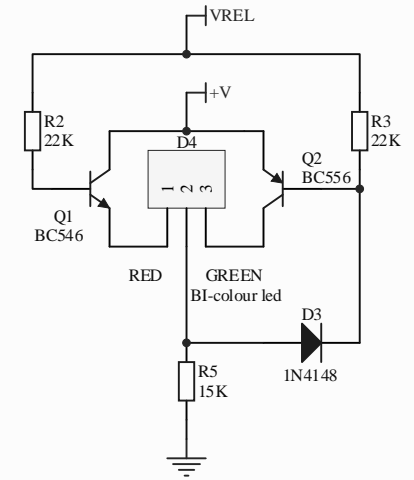 VREL
+V
R2
22K
D4
R3
22K
Q2
BC556
1
2
3
Q1
BC546
RED
GREEN
BI-colour led
D3
1N4148
R5
15K